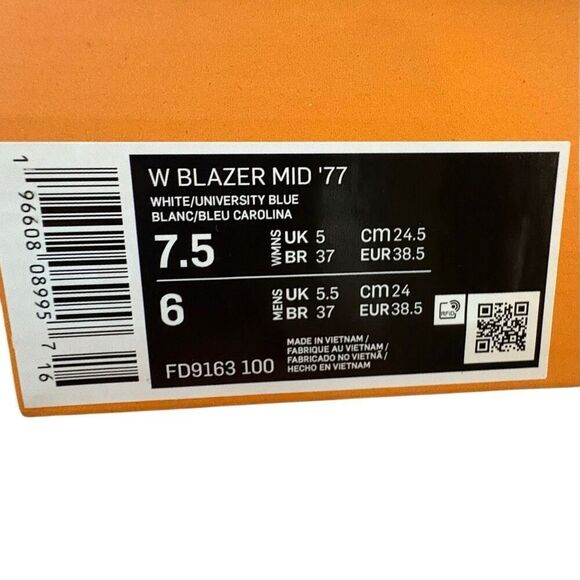 W BLAZER MID '77
WHITE/UNIVERSITY BLUE
BLANC/BLEU CAROLINA
7.5 WMNS UK 5 CM 24.5
BR 37 EUR 38.5
6 MENS UK 5.5 CM 24
BR 37 EUR 38.5
RFID
MADE IN VIETNAM /
FABRIQUE AU VIETNAM /
FABRICADO NO VIETNÃ /
HECHO EN VIETNAM
FD9163 100
1 96608 08995 7 16